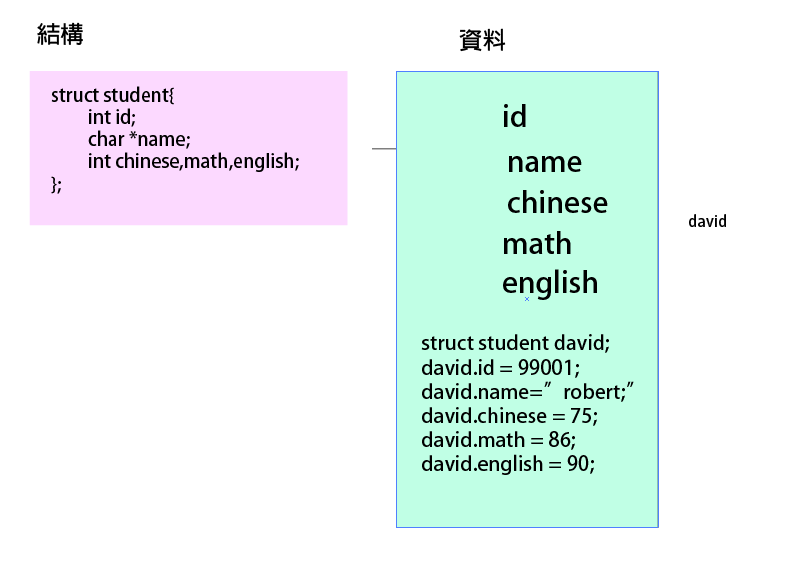 結構
struct student{
int id;
char *name;
int chinese,math,english;
};
資料
id
name
chinese
math
english
struct student david;
david.id = 99001;
david.name=”robert;”
david.chinese = 75;
david.math = 86;
david.english = 90;
david